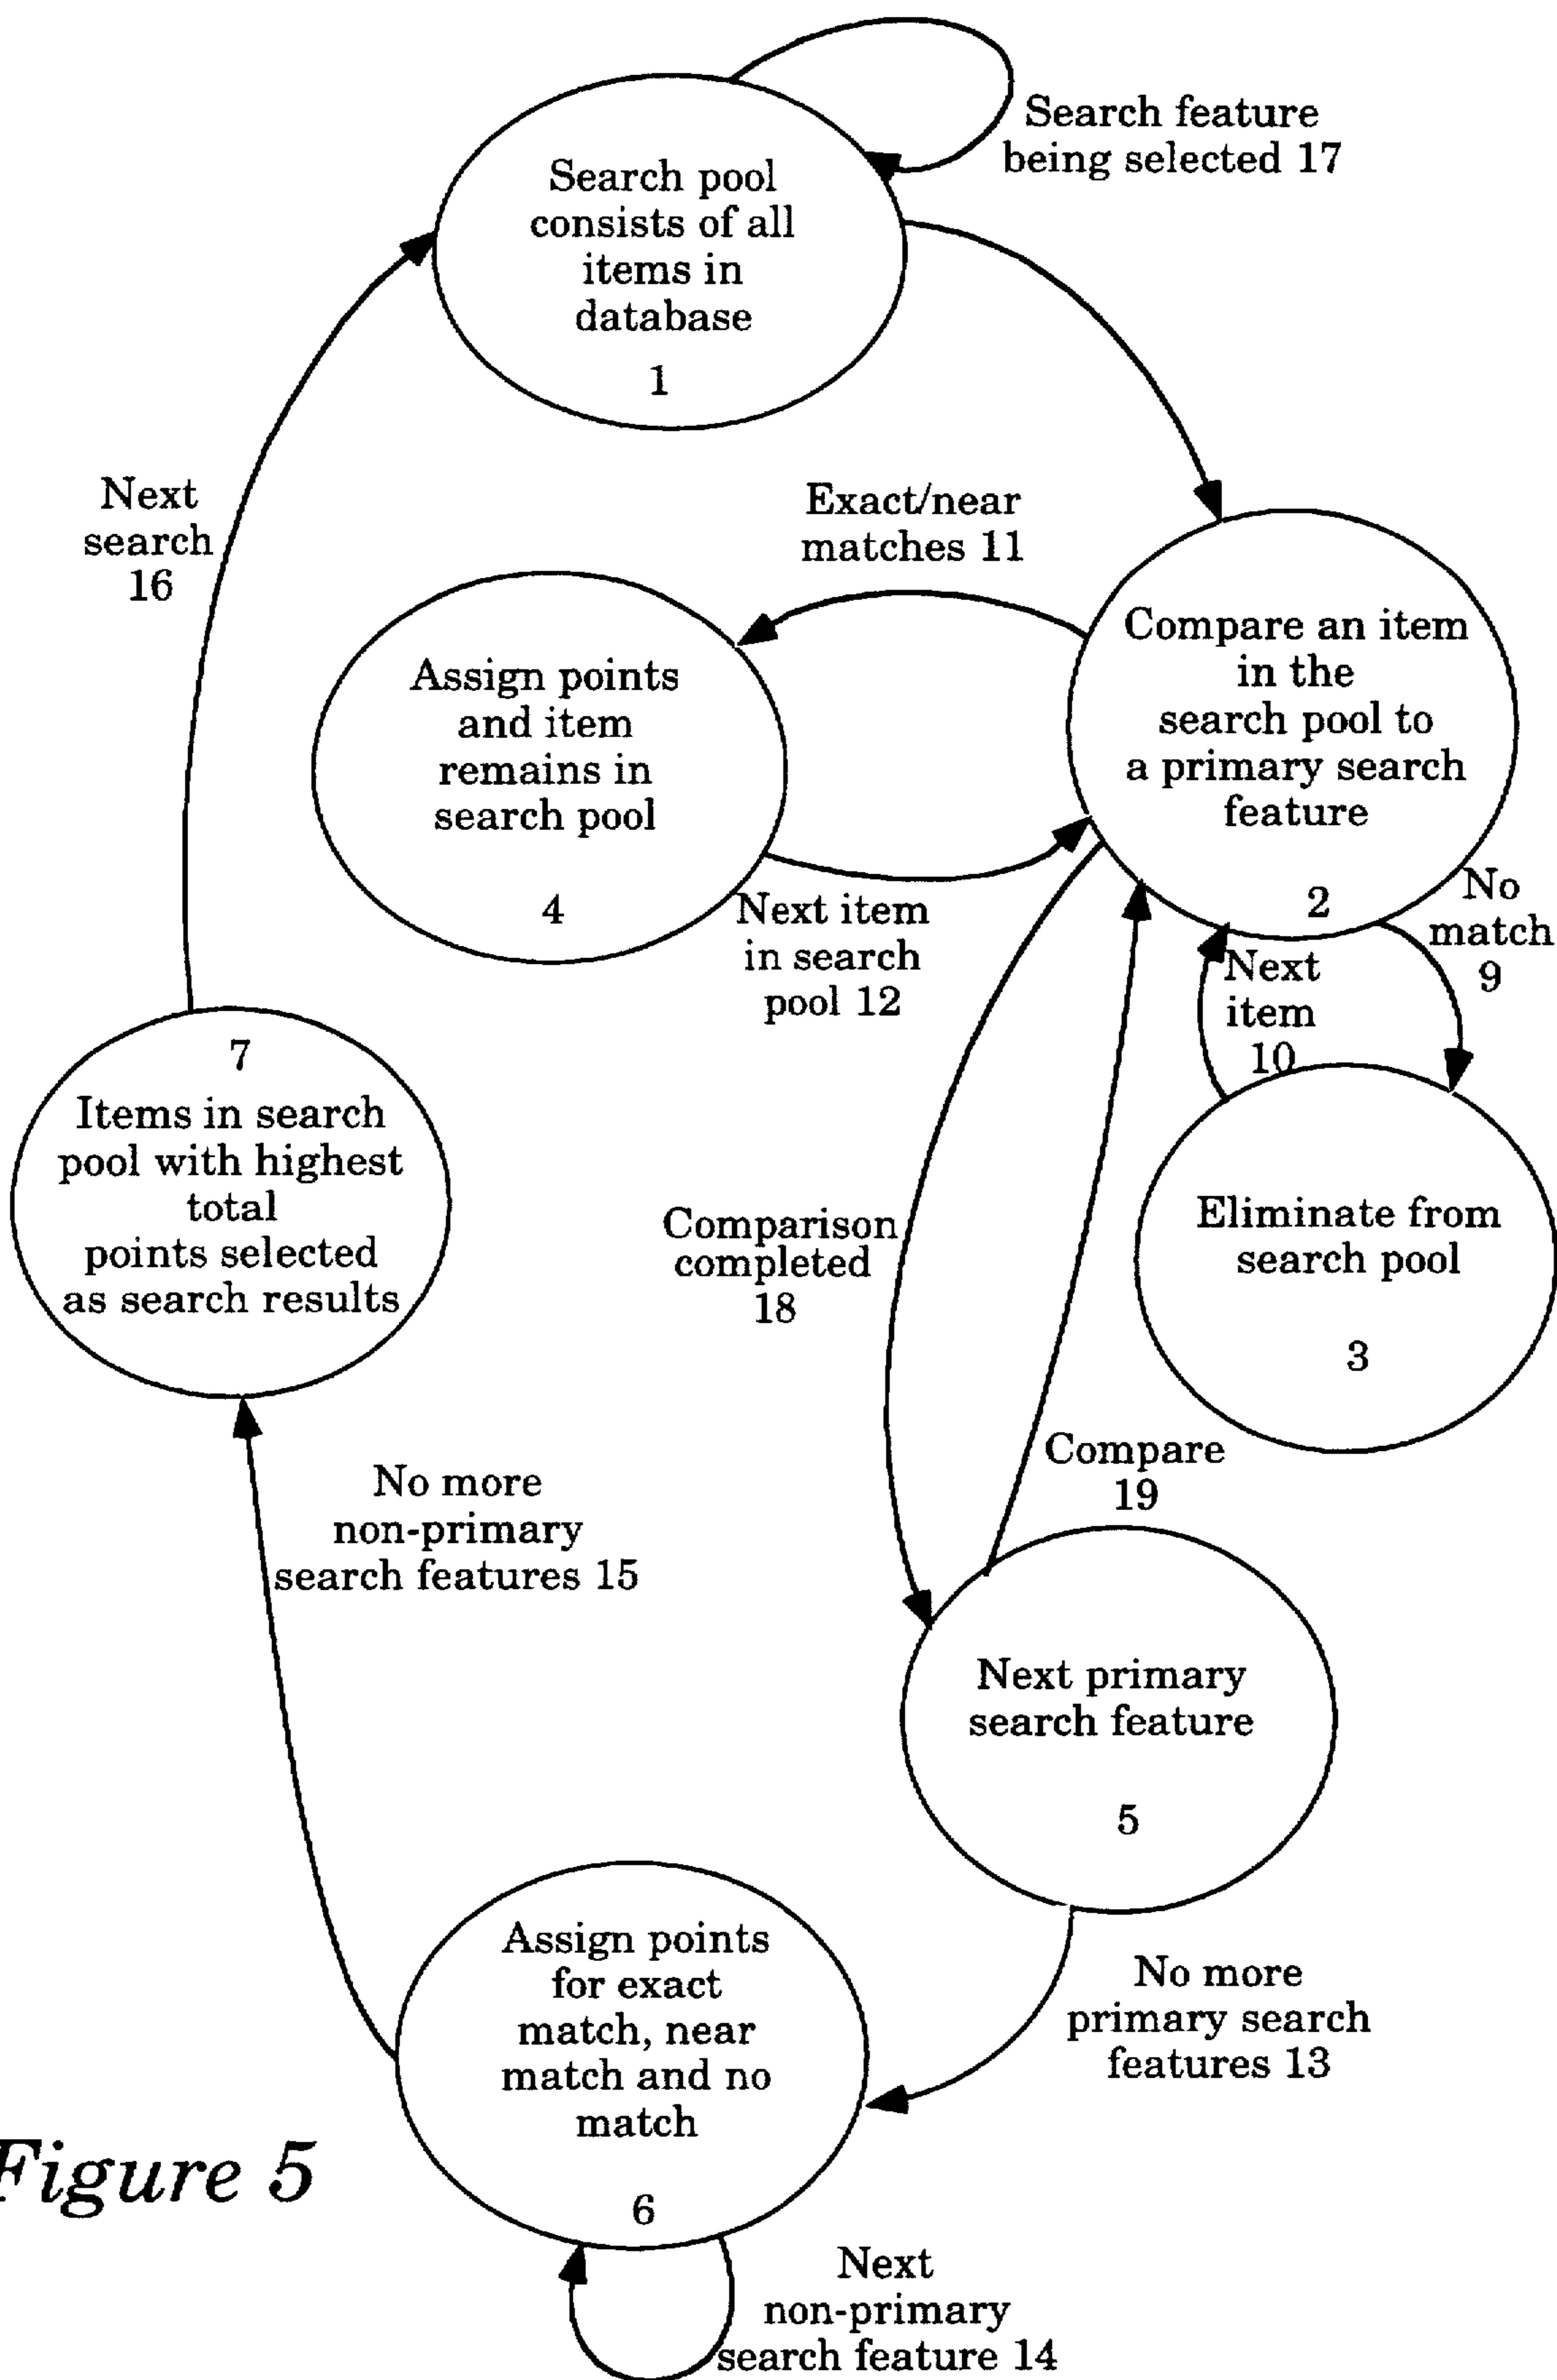 Search feature
being selected 17
Search pool
consists of all
items in
database
1
Next
search
16
Exact/near
matches 11
Compare an item
in the
search pool to
a primary search
feature
2
Assign points
and item
remains in
search pool
4
Next item
in search
pool 12
No
match
9
Next
item
10
7
Items in search
pool with highest
total
points selected
as search results
Eliminate from
search pool
3
Comparison
completed
18
Compare
19
No more
non-primary
search features 15
Next primary
search feature
5
No more
primary search
features 13
Assign points
for exact
match, near
match and no
match
6
Figure 5
Next
non-primary
search feature 14